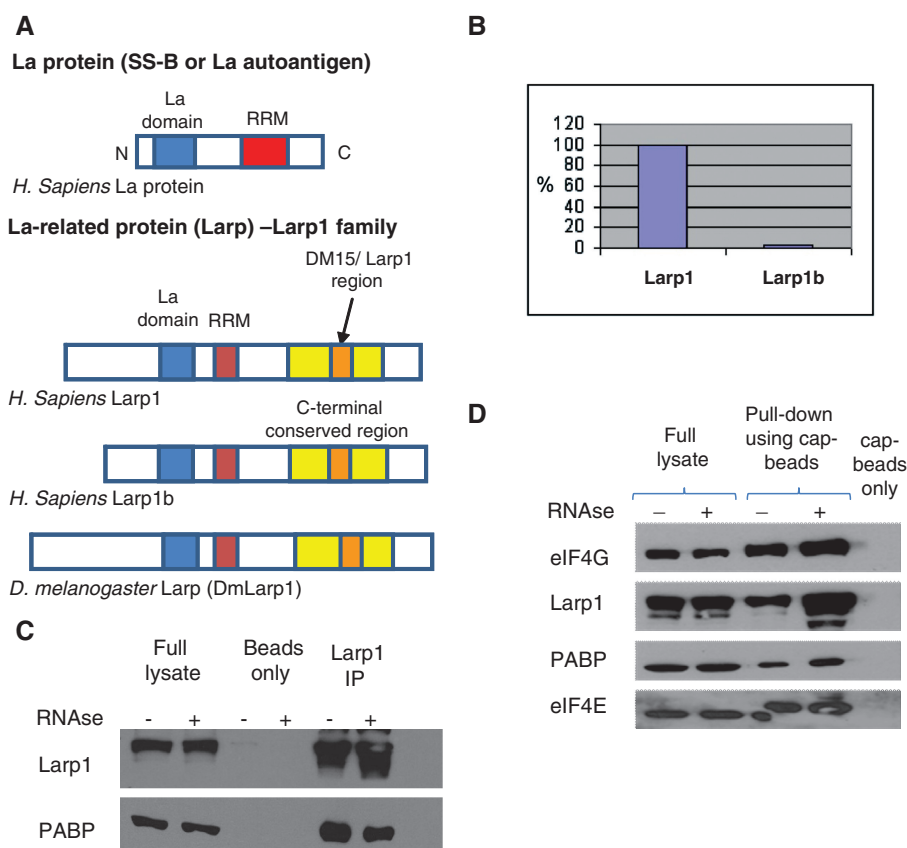 A
La protein (SS-B or La autoantigen)
La
domain
RRM
N
C
H. Sapiens La protein
La-related protein (Larp) –Larp1 family
DM15/ Larp1
region
La
domain
RRM
H. Sapiens Larp1
C-terminal
conserved region
H. Sapiens Larp1b
D. melanogaster Larp (DmLarp1)
B
120
100
80
60
40
20
0
%
Larp1
Larp1b
C
Full
lysate
Beads
only
Larp1
IP
RNAse - + - + - +
Larp1
PABP
D
Full
lysate
Pull-down
using cap-
beads
cap-
beads
only
RNAse – + – +
eIF4G
Larp1
PABP
eIF4E